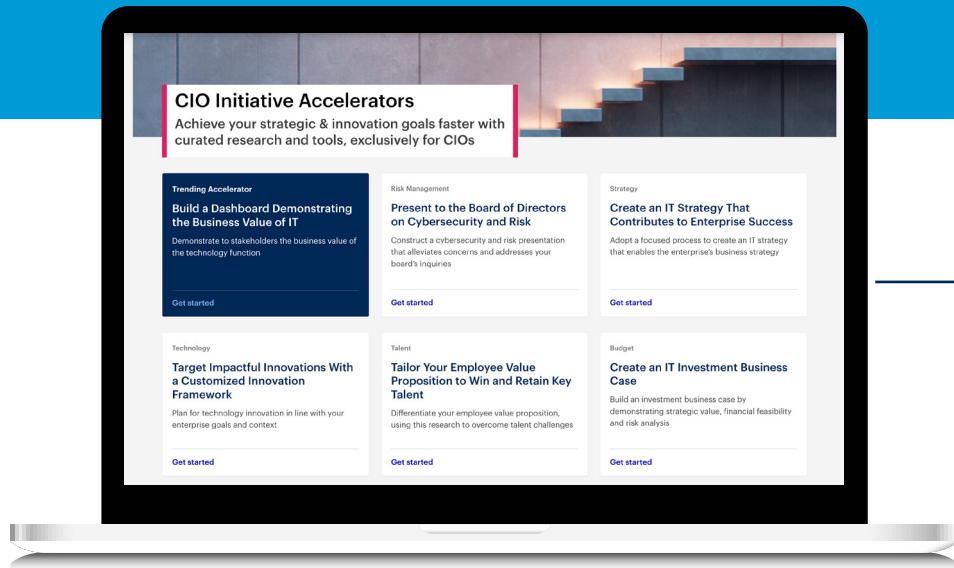 CIO Initiative Accelerators
Achieve your strategic & innovation goals faster with
curated research and tools, exclusively for CIOs
Trending Accelerator
Build a Dashboard Demonstrating
the Business Value of IT
Demonstrate to stakeholders the business value of
the technology function
Get started
Risk Management
Present to the Board of Directors
on Cybersecurity and Risk
Construct a cybersecurity and risk presentation
that alleviates concerns and addresses your
board's inquiries
Get started
Strategy
Create an IT Strategy That
Contributes to Enterprise Success
Adopt a focused process to create an IT strategy
that enables the enterprise's business strategy
Get started
Technology
Target Impactful Innovations With
a Customized Innovation
Framework
Plan for technology innovation in line with your
enterprise goals and context
Get started
Talent
Tailor Your Employee Value
Proposition to Win and Retain Key
Talent
Differentiate your employee value proposition,
using this research to overcome talent challenges
Get started
Budget
Create an IT Investment Business
Case
Build an investment business case by
demonstrating strategic value, financial feasibility
and risk analysis
Get started